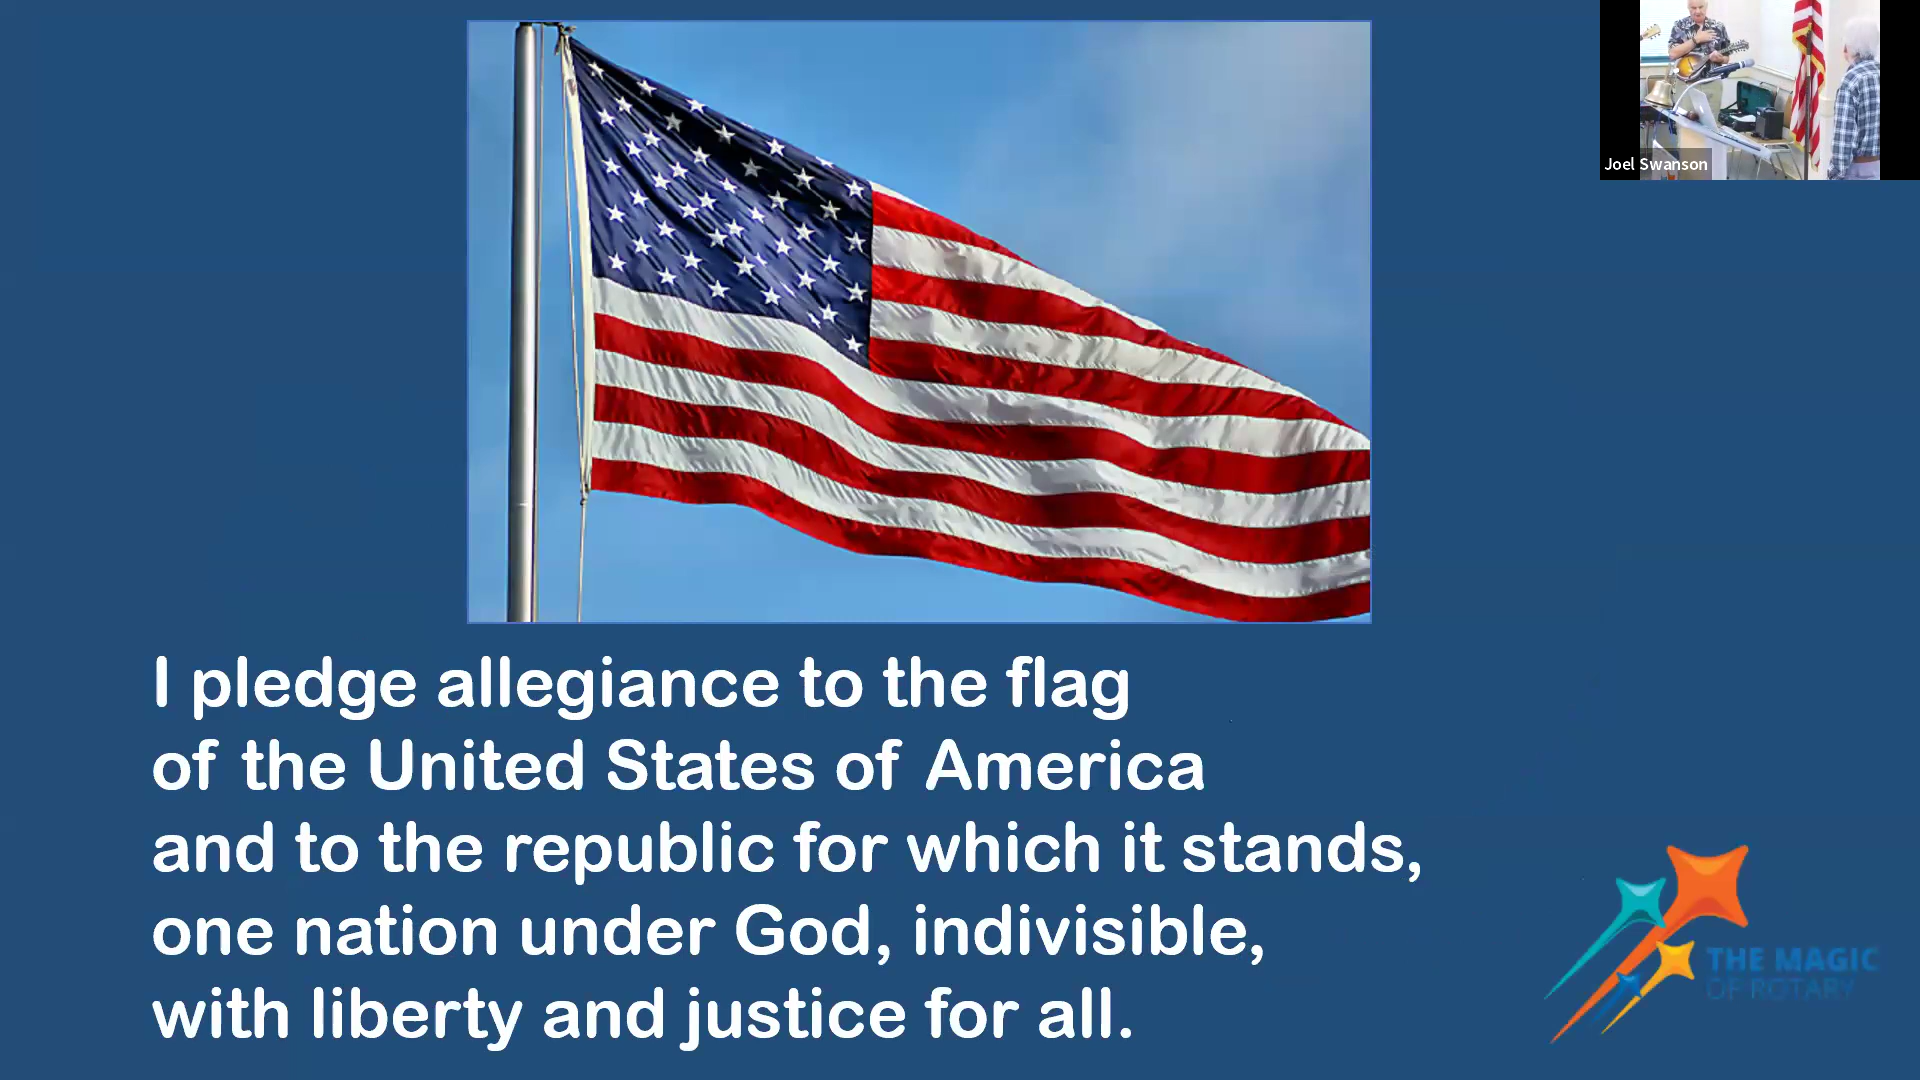 Joel Swanson
I pledge allegiance to the flag
of the United States of America
and to the republic for which it stands,
one nation under God, indivisible,
with liberty and justice for all.
THE MAGIC
OF ROTARY